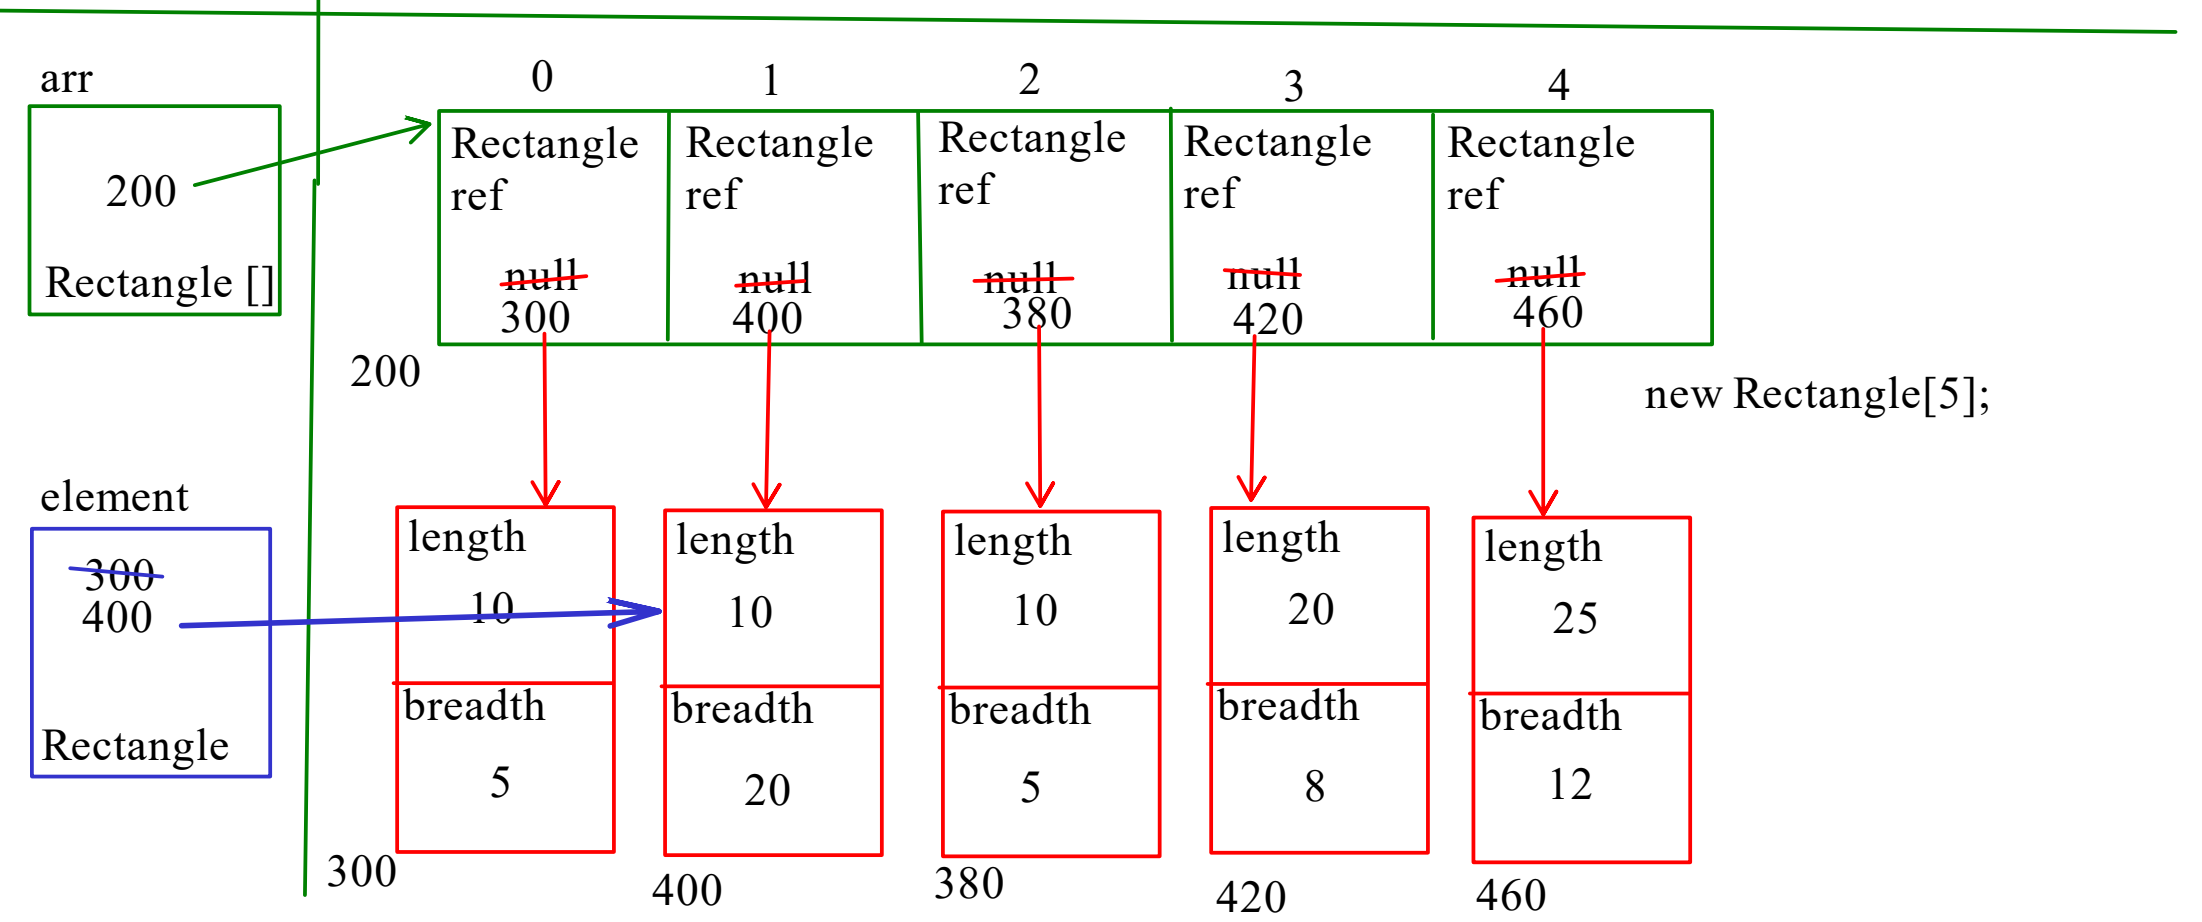 arr
200
Rectangle []
0
1
2
3
4
Rectangle
ref
null
300
Rectangle
ref
null
400
Rectangle
ref
null
380
Rectangle
ref
null
420
Rectangle
ref
null
460
200
new Rectangle[5];
element
300
400
Rectangle
length
10
breadth
5
300
length
10
breadth
20
400
length
10
breadth
5
380
length
20
breadth
8
420
length
25
breadth
12
460